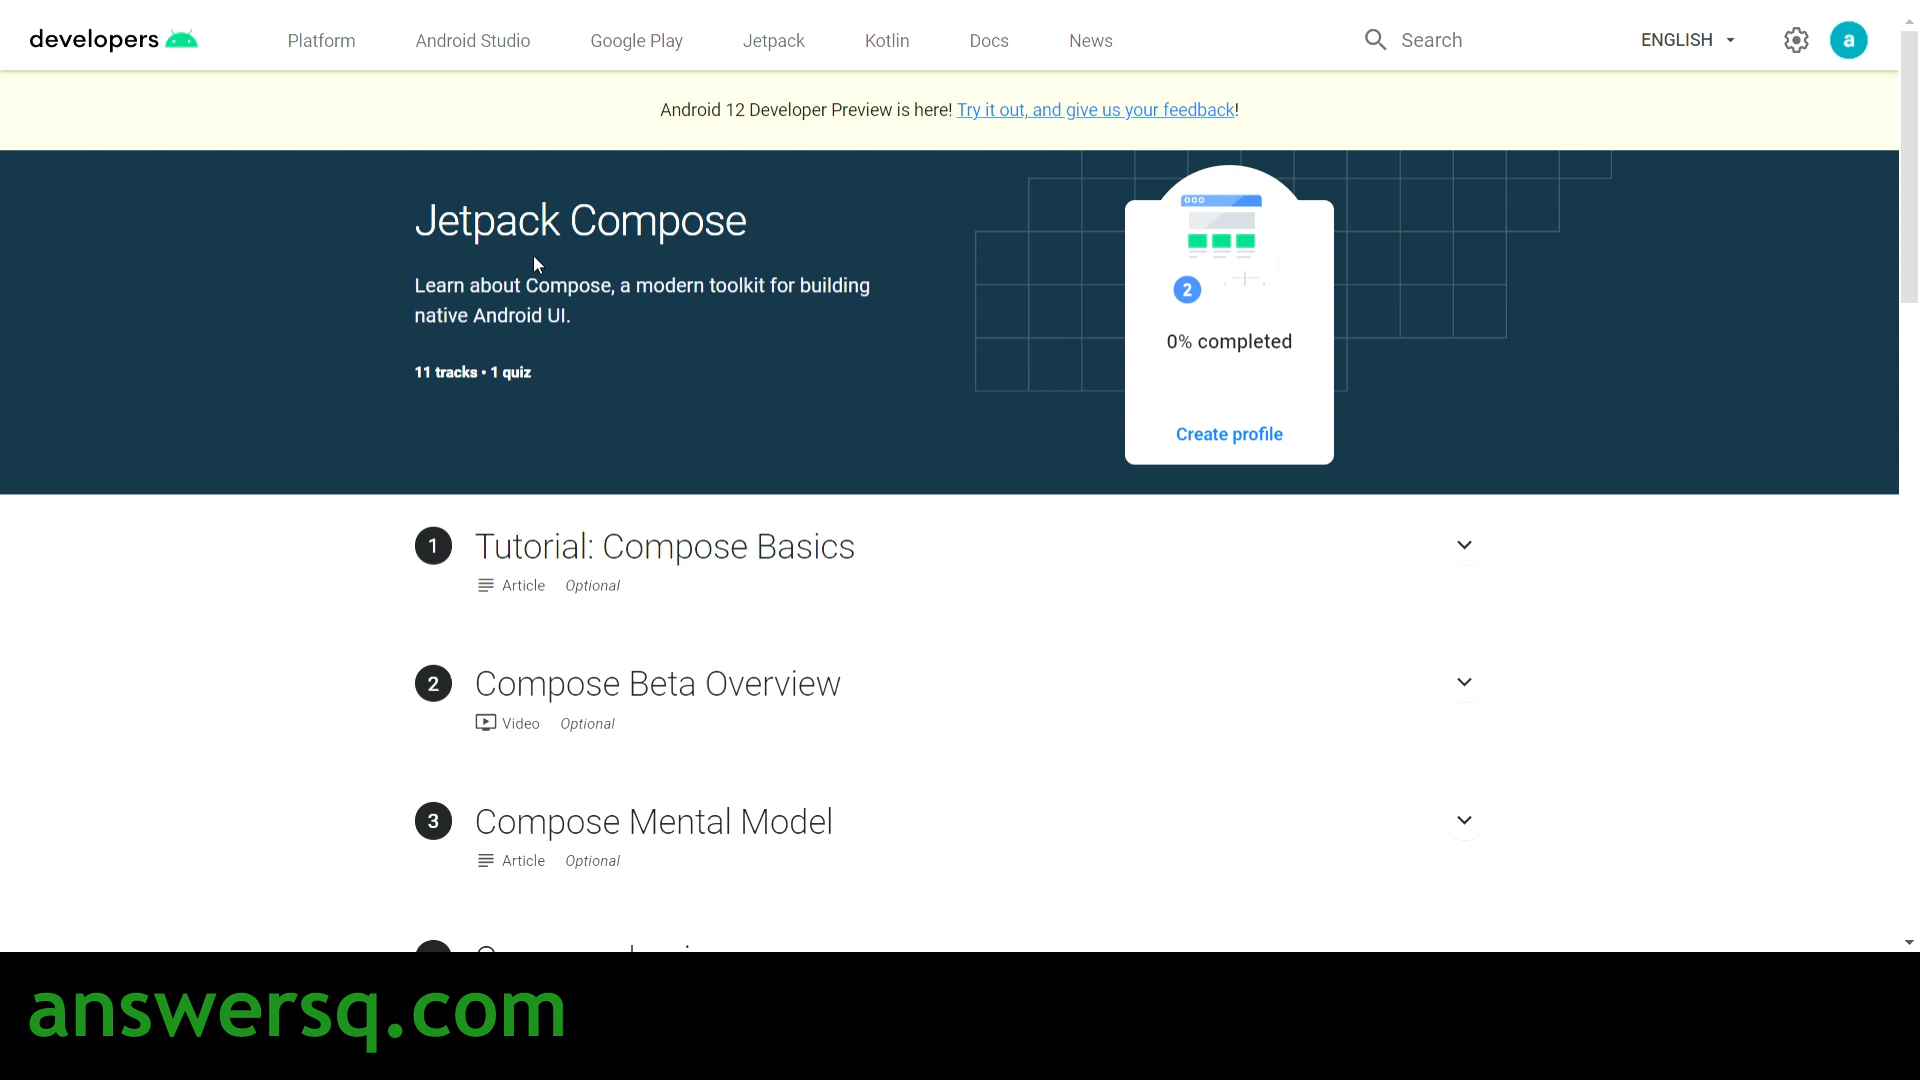 developers
Platform
Android Studio
Google Play
Jetpack
Kotlin
Docs
News
Search
ENGLISH
a
Android 12 Developer Preview is here! Try it out, and give us your feedback!
Jetpack Compose
Learn about Compose, a modern toolkit for building
native Android UI.
11 tracks • 1 quiz
2
0% completed
Create profile
1 Tutorial: Compose Basics
Article Optional
2 Compose Beta Overview
Video Optional
3 Compose Mental Model
Article Optional
answersq.com